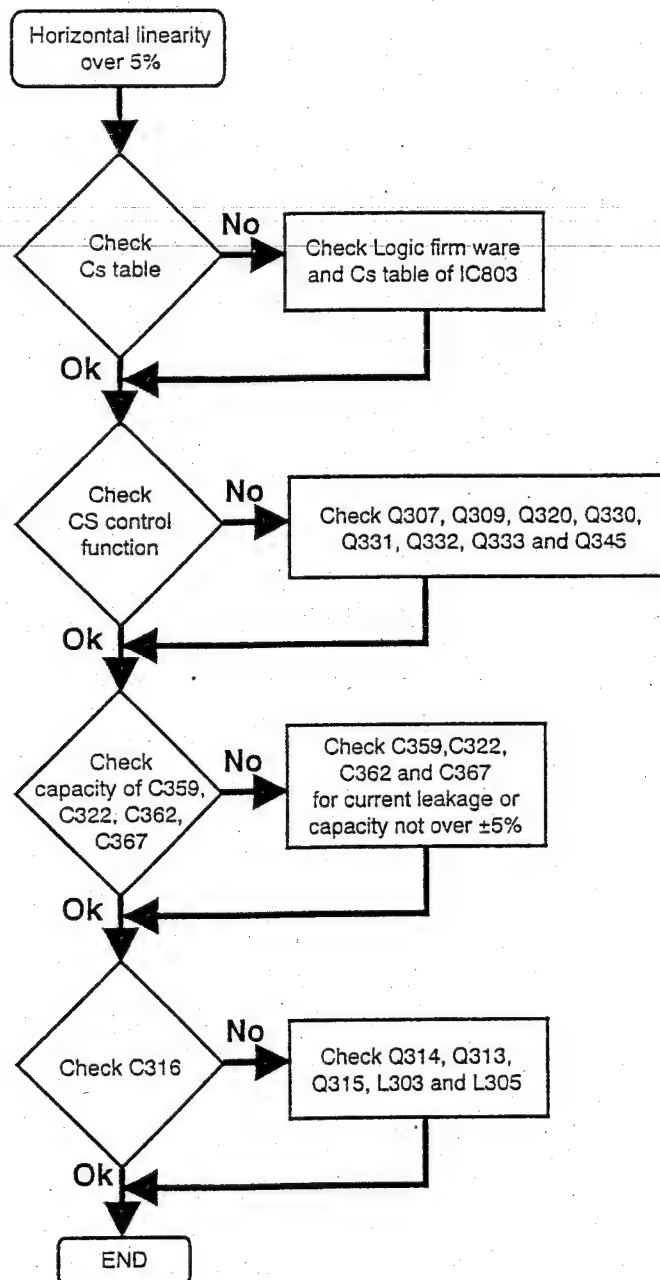 Horizontal linearity
over 5%
Check
Cs table
No
Check Logic firm ware
and Cs table of IC803
Ok
Check
CS control
function
No
Check Q307, Q309, Q320, Q330,
Q331, Q332, Q333 and Q345
Ok
Check
capacity of C359,
C322, C362,
C367
No
Check C359,C322,
C362 and C367
for current leakage or
capacity not over ±5%
Ok
Check C316
No
Check Q314, Q313,
Q315, L303 and L305
Ok
END